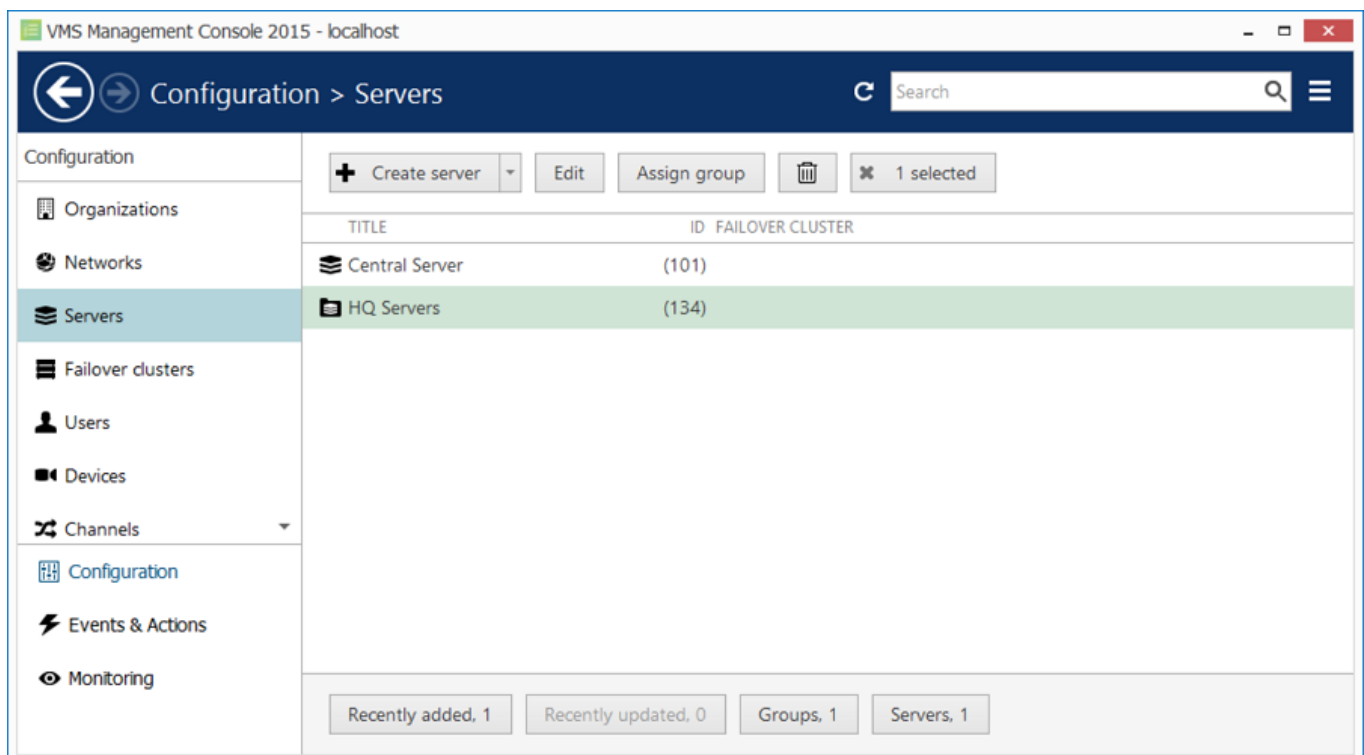 VMS Management Console 2015 - localhost
Configuration > Servers
Search
Configuration
Organizations
Networks
Servers
Failover clusters
Users
Devices
Channels
Configuration
Events & Actions
Monitoring
Create server
Edit
Assign group
1 selected
TITLE ID FAILOVER CLUSTER
Central Server (101)
HQ Servers (134)
Recently added, 1
Recently updated, 0
Groups, 1
Servers, 1